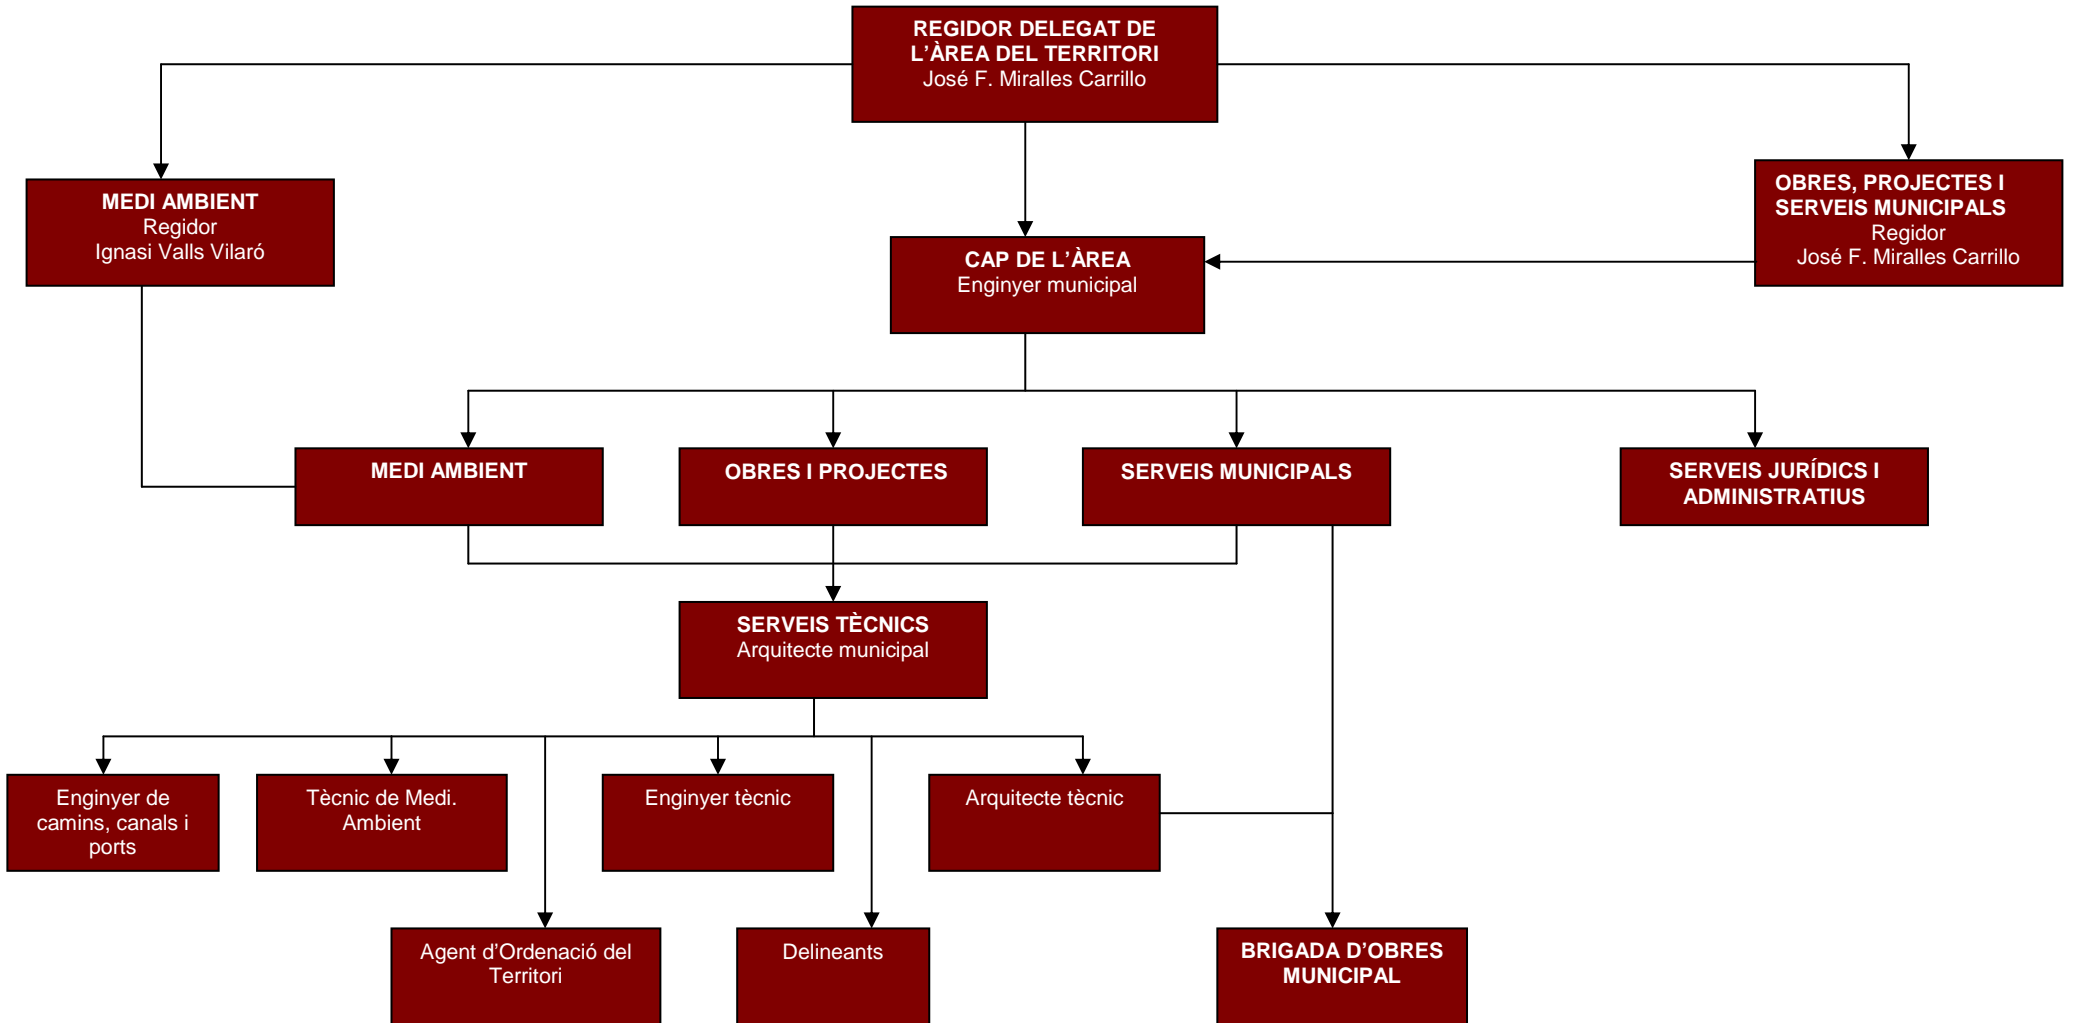 REGIDOR DELEGAT DE
L’ÀREA DEL TERRITORI
José F. Miralles Carrillo
MEDI AMBIENT
Regidor
Ignasi Valls Vilaró
OBRES, PROJECTES I
SERVEIS MUNICIPALS
Regidor
José F. Miralles Carrillo
CAP DE L’ÀREA
Enginyer municipal
MEDI AMBIENT
OBRES I PROJECTES
SERVEIS MUNICIPALS
SERVEIS JURÍDICS I
ADMINISTRATIUS
SERVEIS TÈCNICS
Arquitecte municipal
Enginyer de
camins, canals i
ports
Tècnic de Medi.
Ambient
Enginyer tècnic
Arquitecte tècnic
Agent d’Ordenació del
Territori
Delineants
BRIGADA D’OBRES
MUNICIPAL